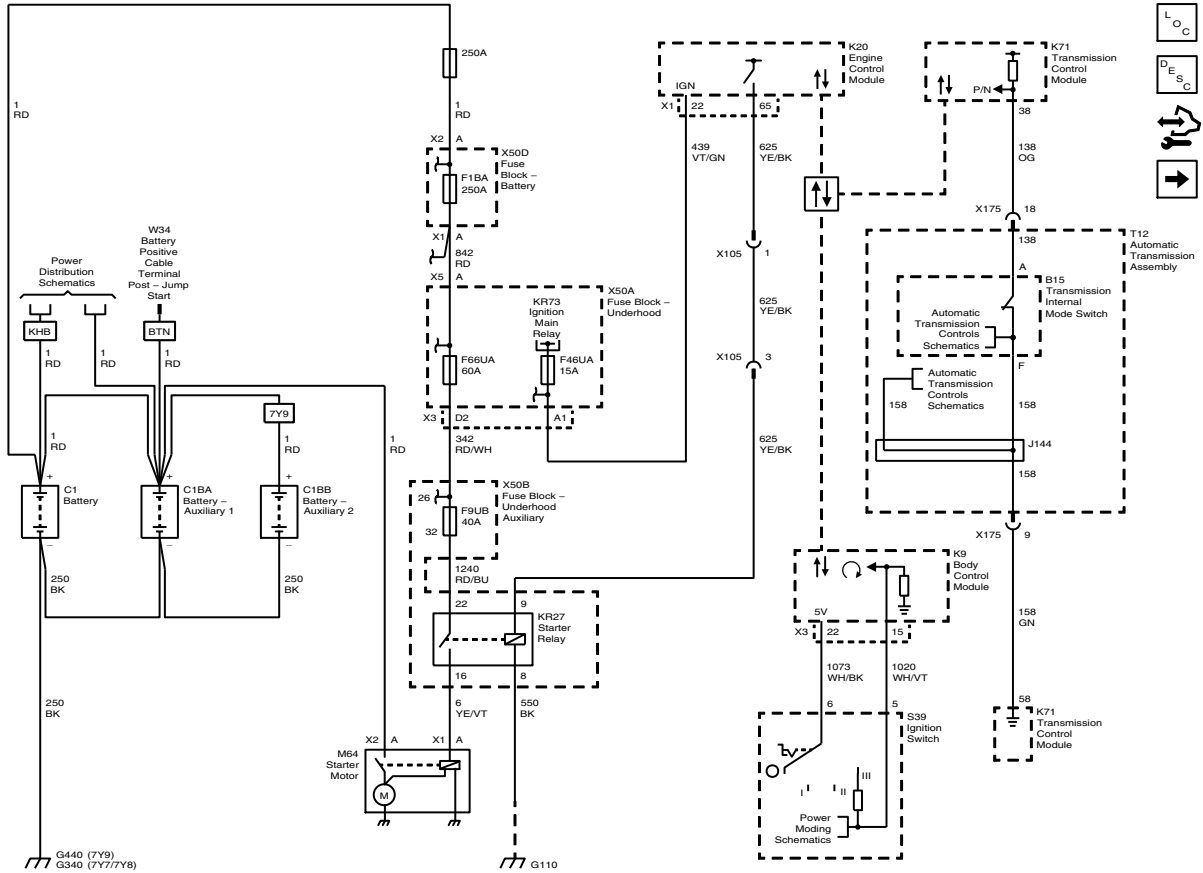 L O C
D E S C
250A
1
RD
1
RD
X2 A
X50D
Fuse
Block –
Battery
F1BA
250A
X1 A
842
RD
X5 A
K20
Engine
Control
Module
IGN
X1 22 65
439
VT/GN
625
YE/BK
K71
Transmission
Control
Module
P/N
38
138
OG
X175 18
138
T12
Automatic
Transmission
Assembly
A
B15
Transmission
Internal
Mode Switch
Automatic
Transmission
Controls
Schematics
F
Automatic
Transmission
Controls
Schematics
158
158
J144
158
X175 9
158
GN
58
K71
Transmission
Control
Module
X105 1
625
YE/BK
X105 3
625
YE/BK
W34
Battery
Positive
Cable
Terminal
Post – Jump
Start
Power
Distribution
Schematics
KHB
BTN
1
RD
1
RD
1
RD
7Y9
1
RD
1
RD
1
RD
X50A
Fuse Block –
Underhood
KR73
Ignition
Main
Relay
F66UA
60A
F46UA
15A
X3 D2 A1
342
RD/WH
+
C1
Battery
–
+
C1BA
Battery –
Auxiliary 1
–
+
C1BB
Battery –
Auxiliary 2
–
250
BK
250
BK
250
BK
X50B
Fuse Block –
Underhood
Auxiliary
26
F9UB
40A
32
1240
RD/BU
22 9
KR27
Starter
Relay
16 8
6
YE/VT
550
BK
X2 A X1 A
M64
Starter
Motor
M
G440 (7Y9)
G340 (7Y7/7Y8)
G110
K9
Body
Control
Module
5V
X3 22 15
1073
WH/BK
1020
WH/VT
6 5
S39
Ignition
Switch
I II III
Power
Moding
Schematics